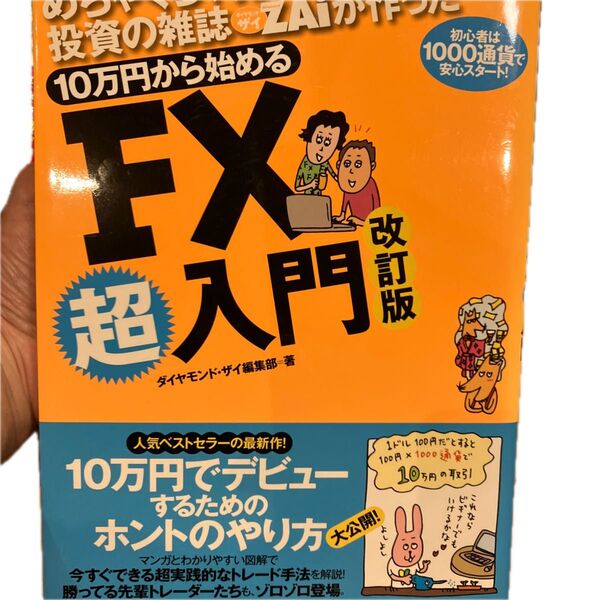 めちゃくちゃ
投資の雑誌 ザイ ZAiが作った
初心者は
1000通貨で
安心スタート!
10万円から始める
FX
超入門
改訂版
ダイヤモンド・ザイ編集部=著
人気ベストセラーの最新作!
10万円でデビュー
するための
ホントのやり方
大公開!
マンガとわかりやすい図解で
今すぐできる超実践的なトレード手法を解説!
勝ってる先輩トレーダーたちも、ゾロゾロ登場。
1ドル100円だとすると
100円×1000通貨で
10万円の取引
これなら
ビギナーでも
いけるかな
よしよし